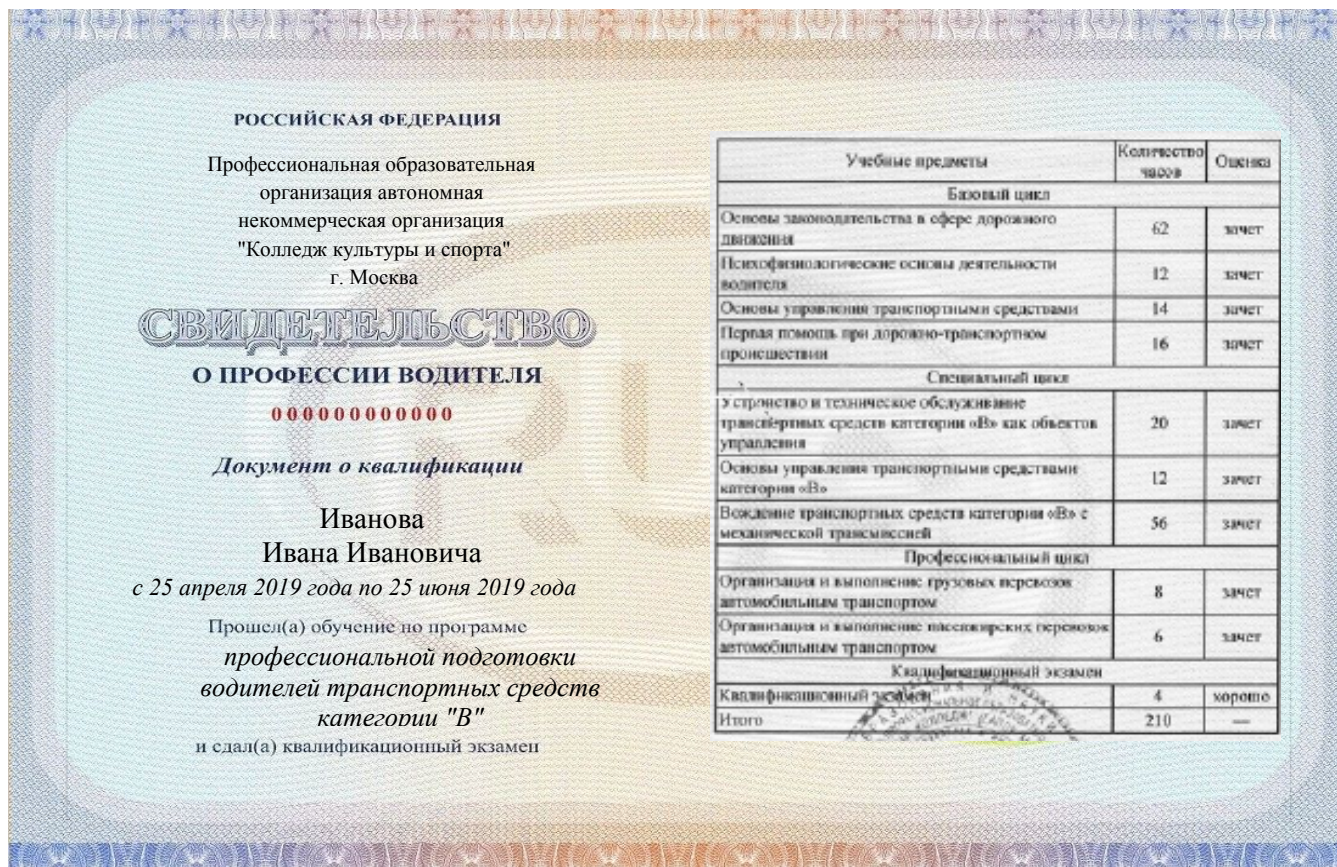 РОССИЙСКАЯ ФЕДЕРАЦИЯ
Профессиональная образовательная
организация автономная
некоммерческая организация
"Колледж культуры и спорта"
г. Москва
СВИДЕТЕЛЬСТВО
О ПРОФЕССИИ ВОДИТЕЛЯ
000000000000
Документ о квалификации
Иванова
Ивана Ивановича
с 25 апреля 2019 года по 25 июня 2019 года
Прошел(а) обучение по программе
профессиональной подготовки
водителей транспортных средств
категории "В"
и сдал(а) квалификационный экзамен
Учебные предметы Количество часов Оценка
Базовый цикл
Основы законодательства в сфере дорожного
движения 62 зачет
Психофизиологические основы деятельности
водителя 12 зачет
Основы управления транспортными средствами 14 зачет
Первая помощь при дорожно-транспортном
происшествии 16 зачет
Специальный цикл
Устройство и техническое обслуживание
транспортных средств категории «В» как объектов
управления 20 зачет
Основы управления транспортными средствами
категории «В» 12 зачет
Вождение транспортных средств категории «В» с
механической трансмиссией 56 зачет
Профессиональный цикл
Организация и выполнение грузовых перевозок
автомобильным транспортом 8 зачет
Организация и выполнение пассажирских перевозок
автомобильным транспортом 6 зачет
Квалификационный экзамен
Квалификационный экзамен 4 хорошо
Итого 210 —